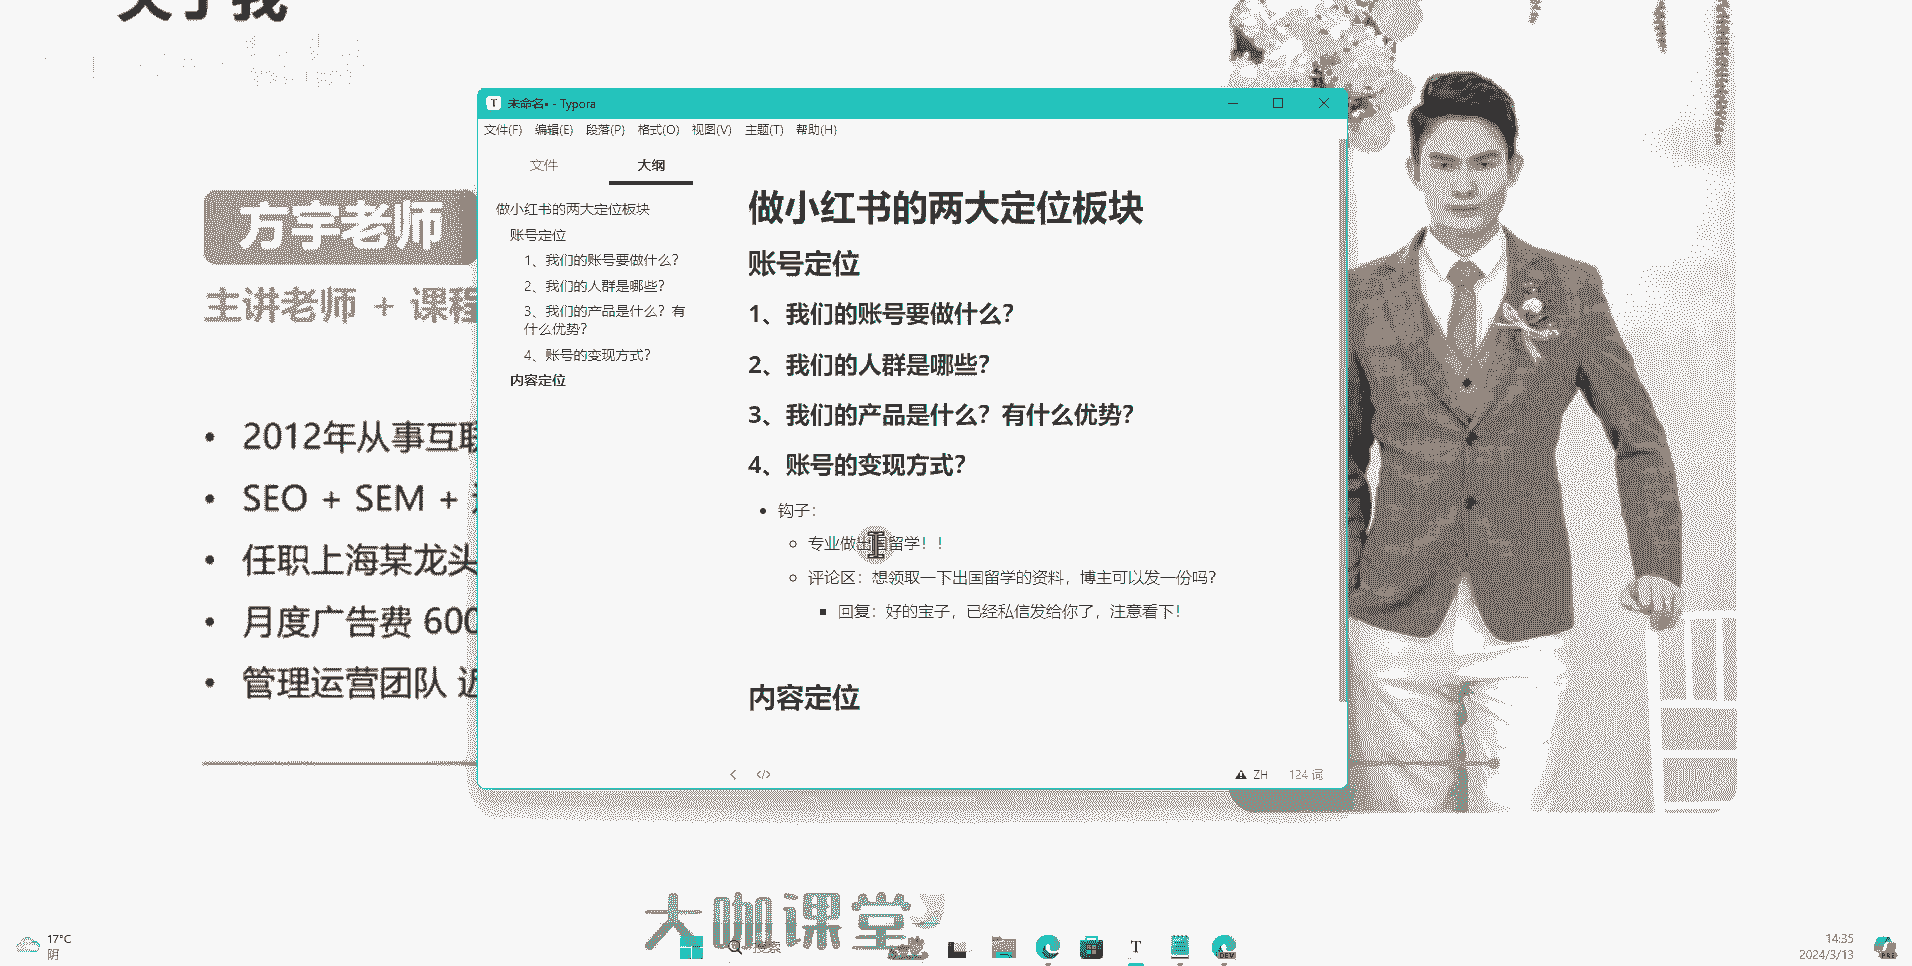 关于我
方宇老师
主讲老师 + 课程
2012年从事互联
SEO + SEM +
任职上海某龙头
月度广告费 600
管理运营团队 近
T 未命名• - Typora
文件(F) 编辑(E) 段落(P) 格式(O) 视图(V) 主题(T) 帮助(H)
文件 大纲
做小红书的两大定位板块
账号定位
1、我们的账号要做什么？
2、我们的人群是哪些？
3、我们的产品是什么？有
什么优势？
4、账号的变现方式？
内容定位
做小红书的两大定位板块
账号定位
1、我们的账号要做什么？
2、我们的人群是哪些？
3、我们的产品是什么？有什么优势？
4、账号的变现方式？
钩子：
专业做出国留学！！
评论区：想领取一下出国留学的资料，博主可以发一份吗？
回复：好的宝子，已经私信发给你了，注意看下！
内容定位
</> ZH 124 词
大咖课堂
17°C
阴
搜索
T
DEV
14:35
2024/3/13
PRE